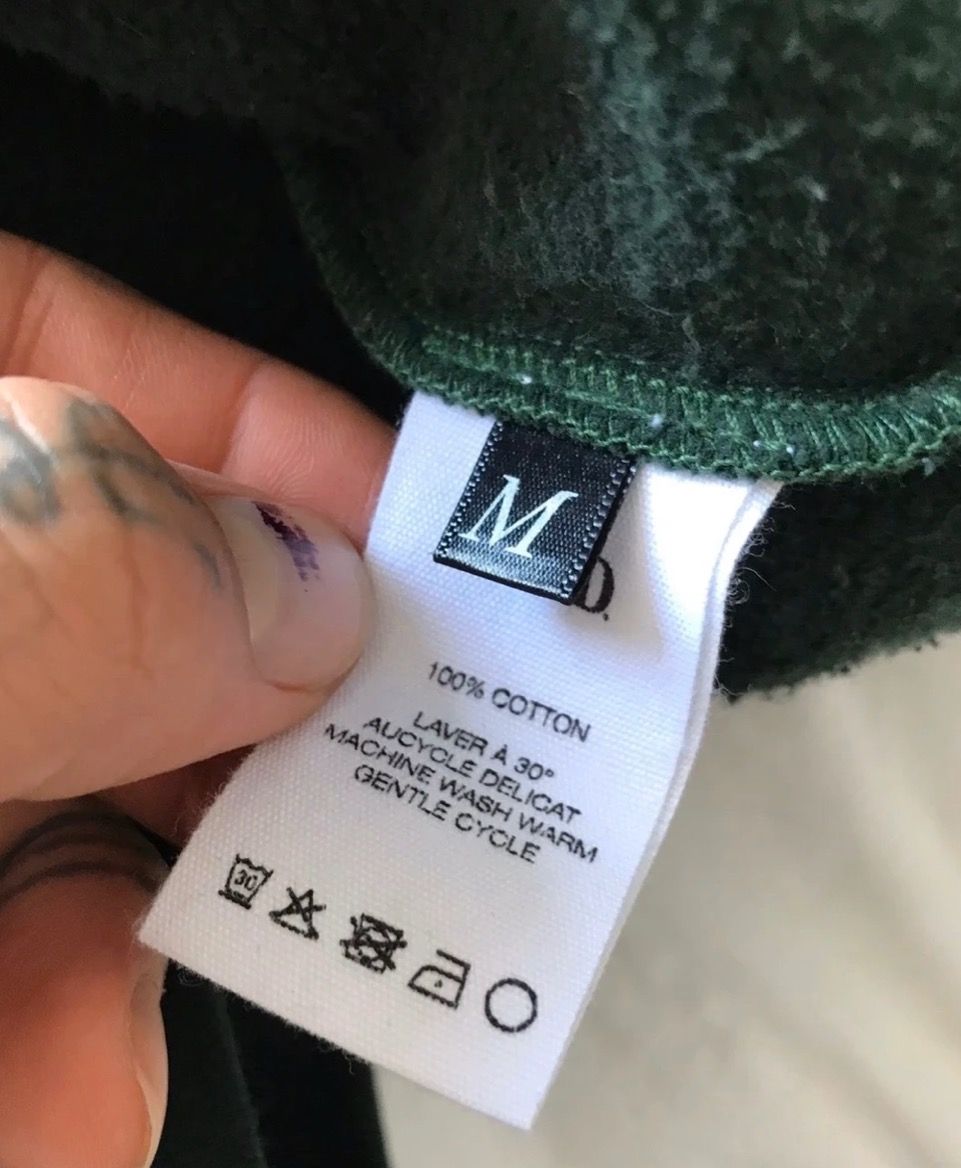 M
D.
100% COTTON
LAVER À 30°
AUCYCLE DELICAT
MACHINE WASH WARM
GENTLE CYCLE
30